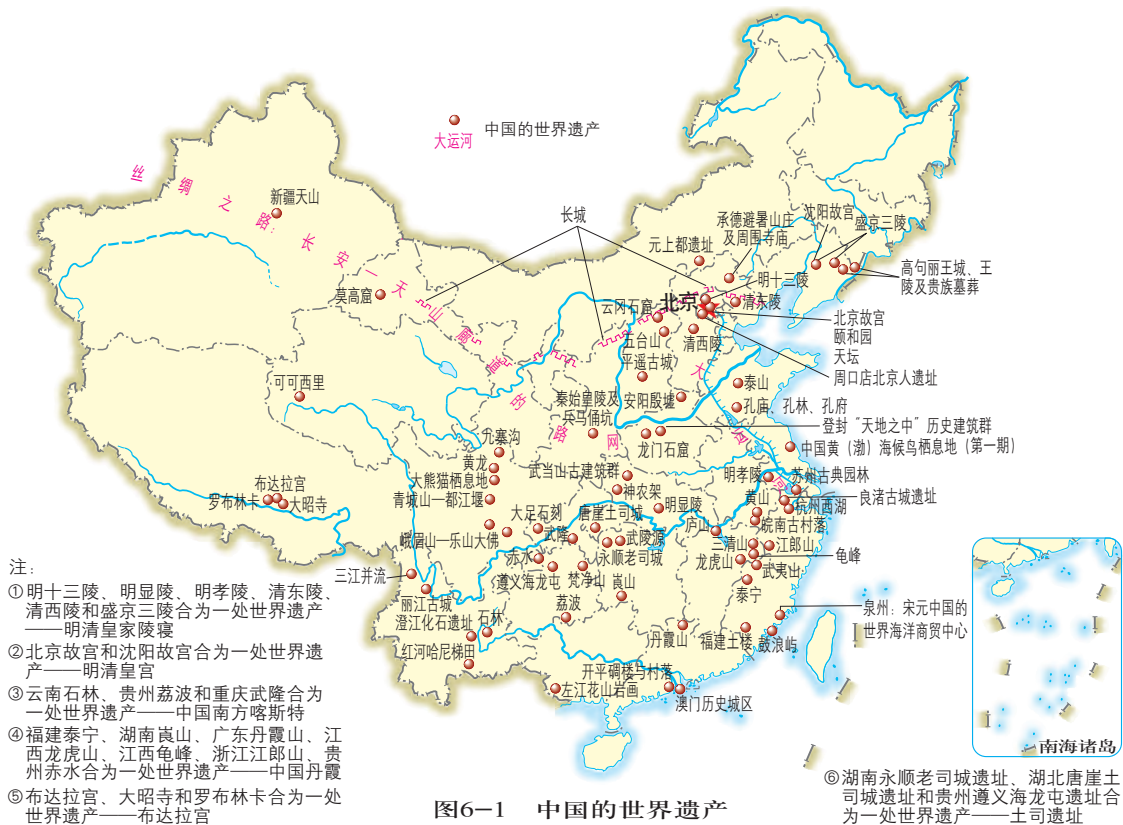 中国的世界遗产
大运河
丝绸之路：长安—天山廊道的路网
新疆天山
长城
承德避暑山庄
及周围寺庙
沈阳故宫
盛京三陵
元上都遗址
高句丽王城、王
陵及贵族墓葬
明十三陵
莫高窟
云冈石窟
北京
清东陵
北京故宫
颐和园
天坛
五台山
清西陵
周口店北京人遗址
平遥古城
大运河
可可西里
泰山
秦始皇陵及
兵马俑坑
安阳殷墟
孔庙、孔林、孔府
登封“天地之中”历史建筑群
九寨沟
龙门石窟
中国黄（渤）海候鸟栖息地（第一期）
黄龙
武当山古建筑群
明孝陵
苏州古典园林
大熊猫栖息地
布达拉宫
罗布林卡
大昭寺
青城山—都江堰
神农架
黄山
良渚古城遗址
明显陵
杭州西湖
大足石刻
唐崖土司城
庐山
皖南古村落
峨眉山—乐山大佛
武隆
武陵源
三清山
江郎山
赤水
永顺老司城
龙虎山
龟峰
三江并流
遵义海龙屯
梵净山
崀山
武夷山
丽江古城
荔波
泰宁
泉州：宋元中国的
世界海洋商贸中心
澄江化石遗址
石林
丹霞山
福建土楼
鼓浪屿
红河哈尼梯田
开平碉楼与村落
左江花山岩画
澳门历史城区
南海诸岛
注：
①明十三陵、明显陵、明孝陵、清东陵、
清西陵和盛京三陵合为一处世界遗产
——明清皇家陵寝
②北京故宫和沈阳故宫合为一处世界遗
产——明清皇宫
③云南石林、贵州荔波和重庆武隆合为
一处世界遗产——中国南方喀斯特
④福建泰宁、湖南崀山、广东丹霞山、江
西龙虎山、江西龟峰、浙江江郎山、贵
州赤水合为一处世界遗产——中国丹霞
⑤布达拉宫、大昭寺和罗布林卡合为一处
世界遗产——布达拉宫
⑥湖南永顺老司城遗址、湖北唐崖土
司城遗址和贵州遵义海龙屯遗址合
为一处世界遗产——土司遗址
图6−1 中国的世界遗产